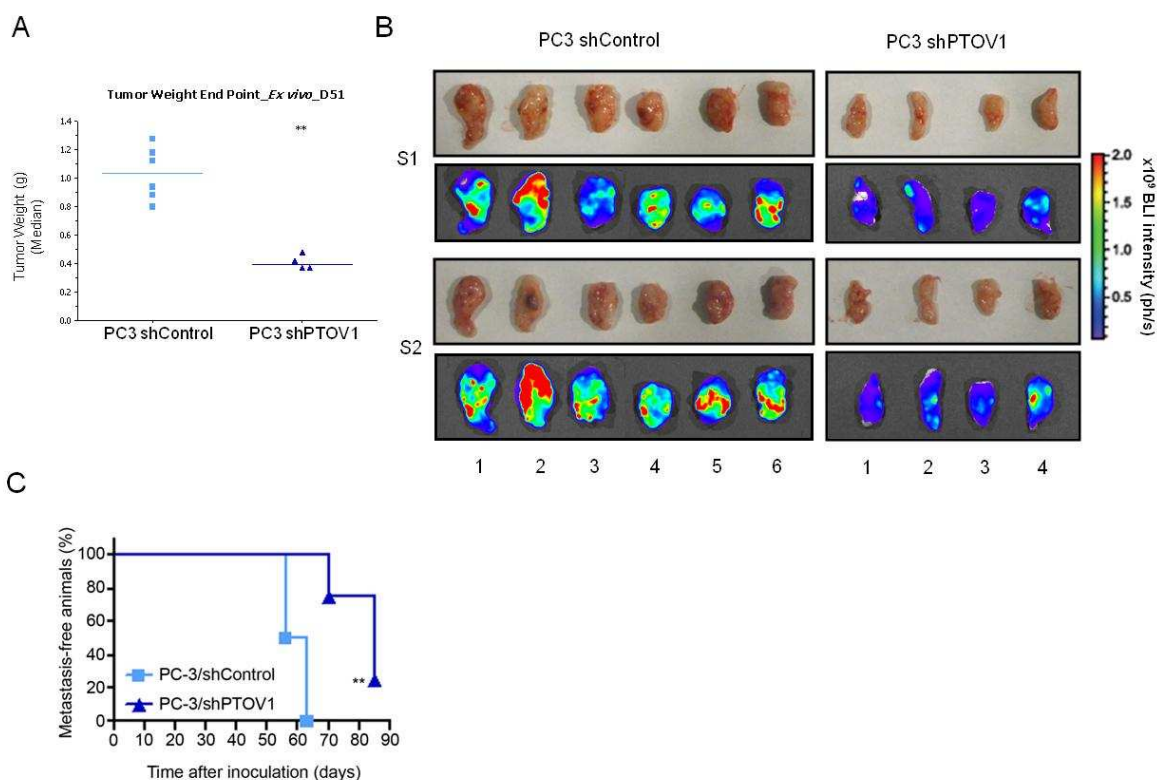 A
Tumor Weight End Point_Ex vivo_D51
**
1.4
1.2
1.0
0.8
0.6
0.4
0.2
0.0
Tumor Weight (g)
(Median)
PC3 shControl
PC3 shPTOV1
B
PC3 shControl
PC3 shPTOV1
S1
S2
2.0
1.5
1.0
0.5
x10⁹ BLI intensity (ph/s)
1 2 3 4 5 6
1 2 3 4
C
Metastasis-free animals (%)
100
80
60
40
20
0
PC-3/shControl
PC-3/shPTOV1
**
0 10 20 30 40 50 60 70 80 90
Time after inoculation (days)